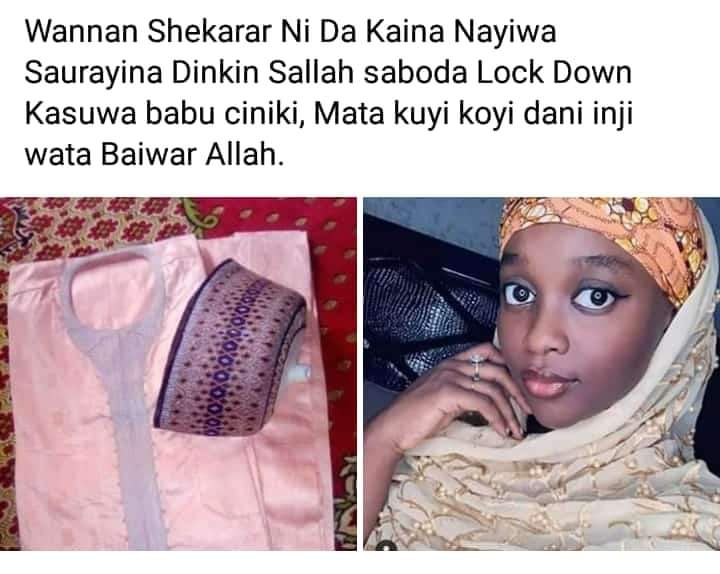 Wannan Shekarar Ni Da Kaina Nayiwa
Saurayina Dinkin Sallah saboda Lock Down
Kasuwa babu ciniki, Mata kuyi koyi dani inji
wata Baiwar Allah.